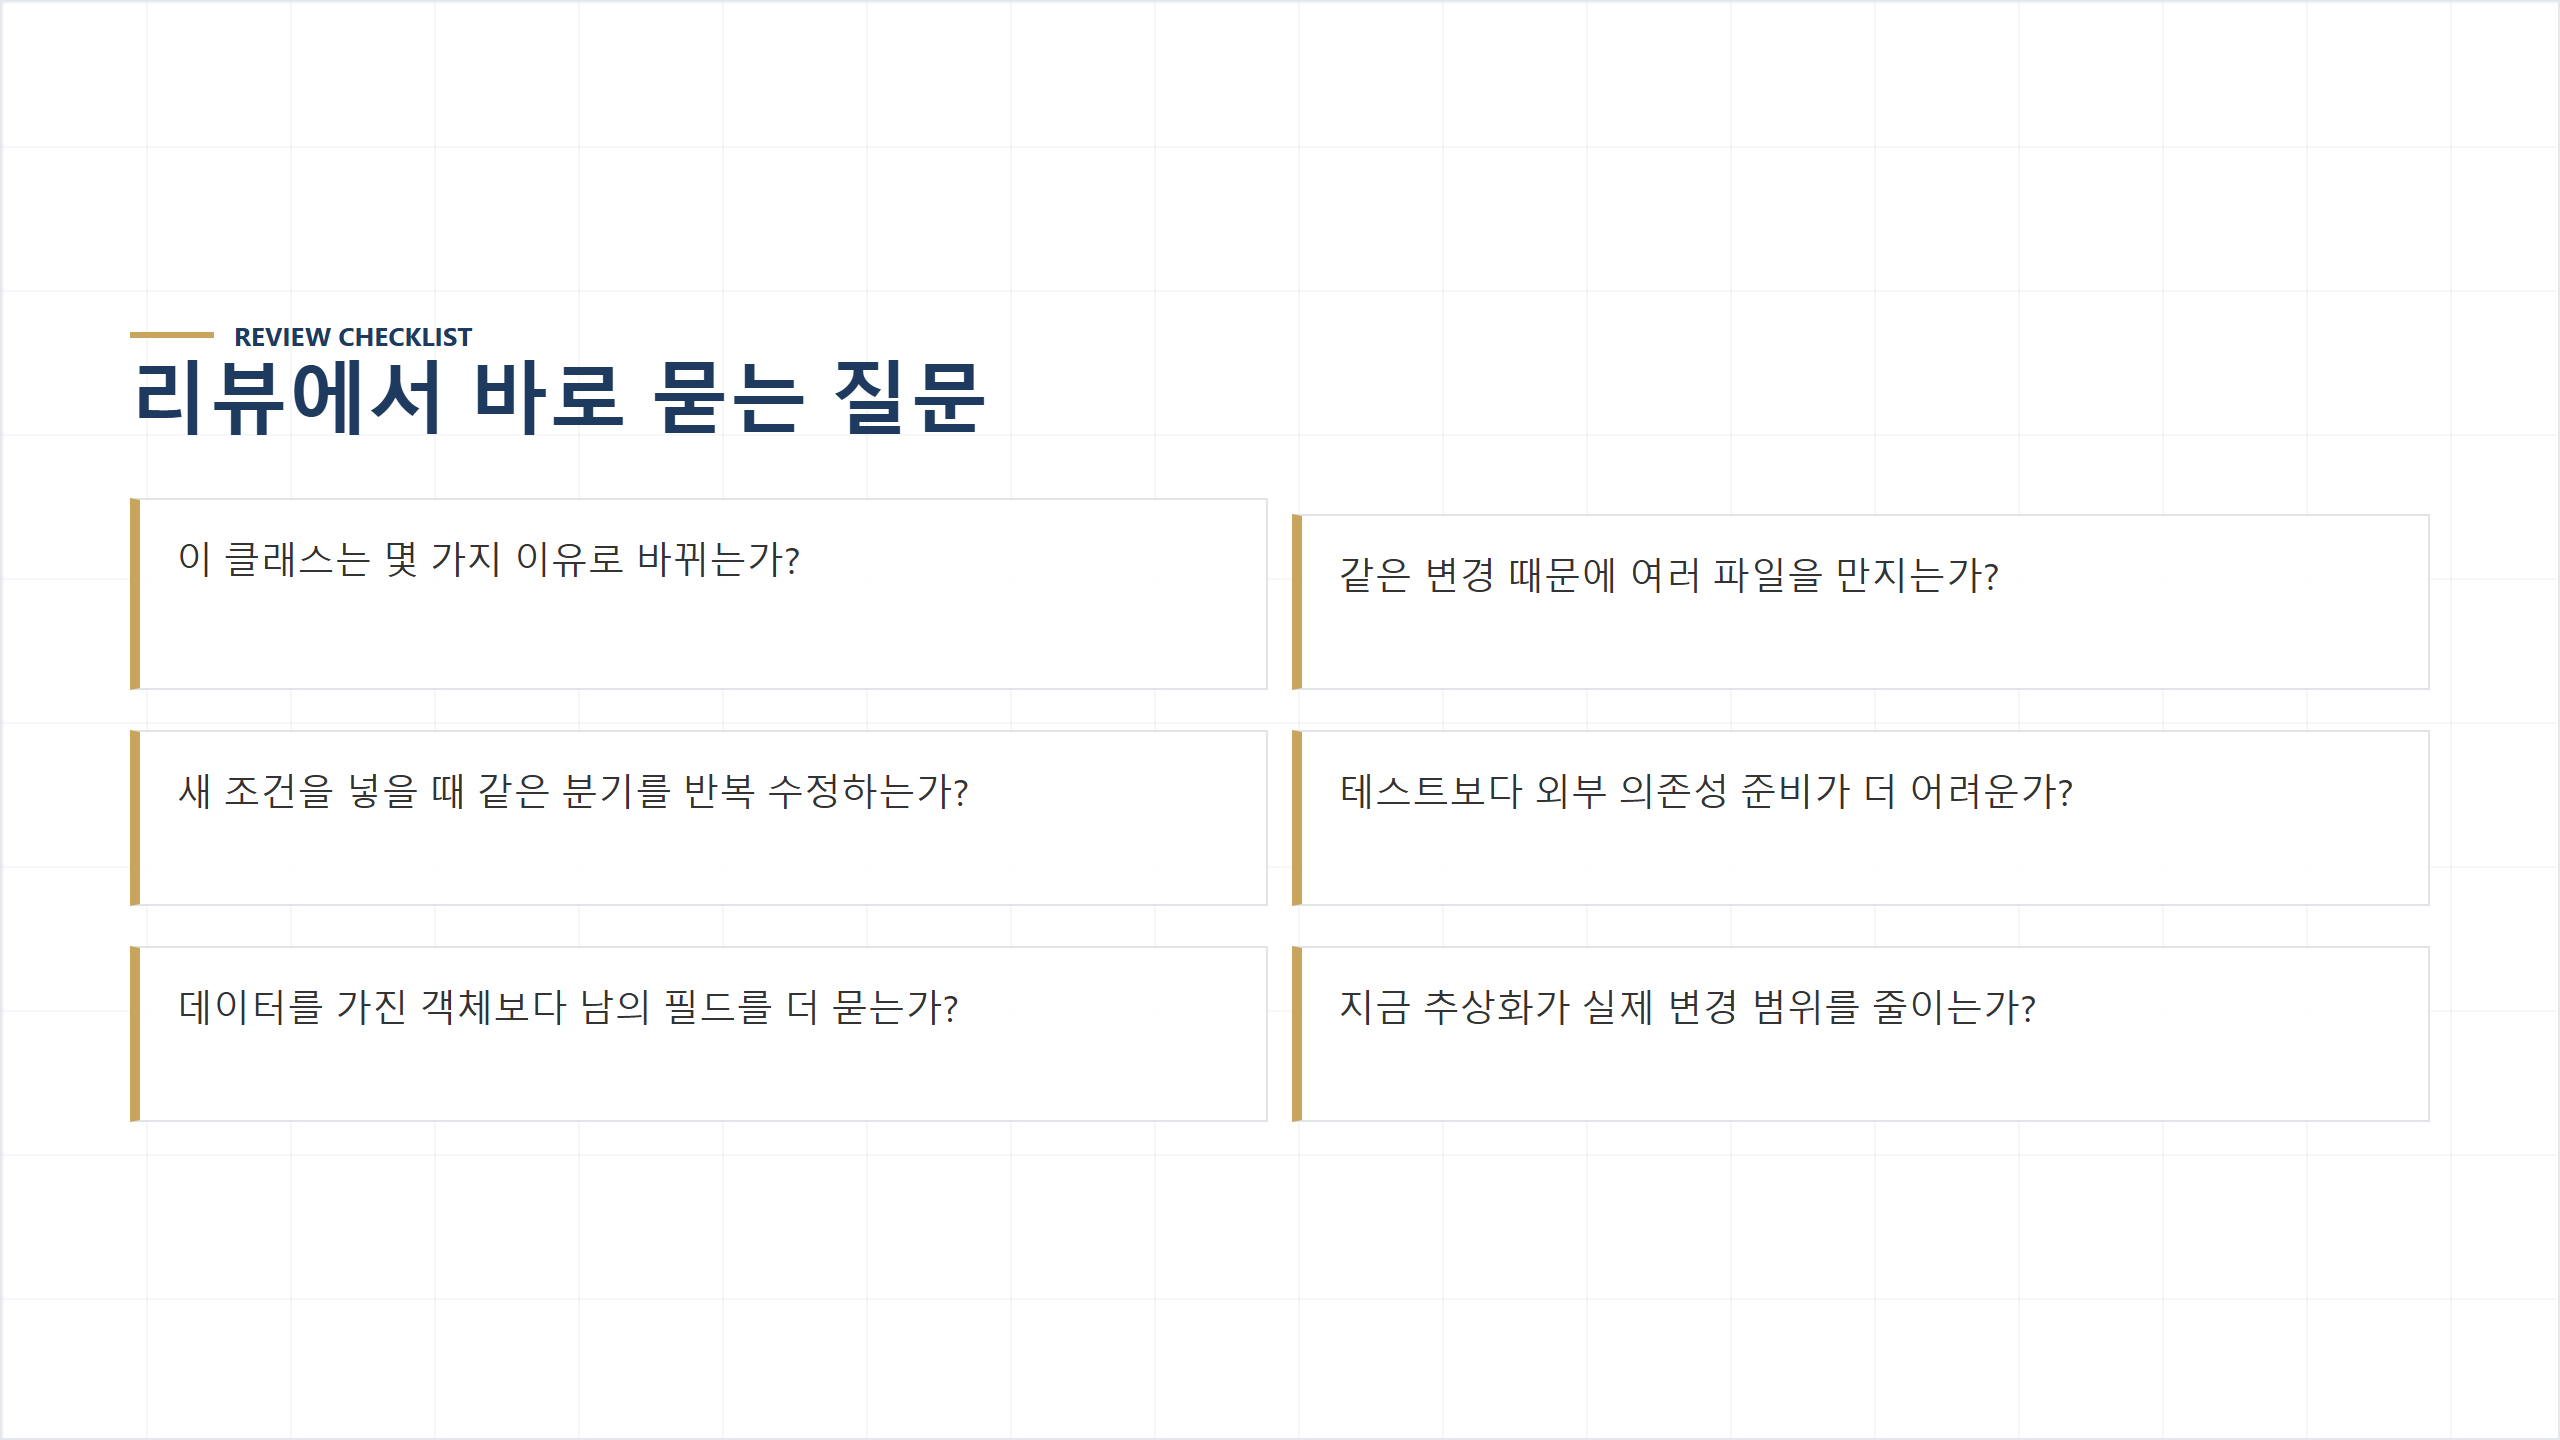 REVIEW CHECKLIST
리뷰에서 바로 묻는 질문
이 클래스는 몇 가지 이유로 바뀌는가?
같은 변경 때문에 여러 파일을 만지는가?
새 조건을 넣을 때 같은 분기를 반복 수정하는가?
테스트보다 외부 의존성 준비가 더 어려운가?
데이터를 가진 객체보다 남의 필드를 더 묻는가?
지금 추상화가 실제 변경 범위를 줄이는가?